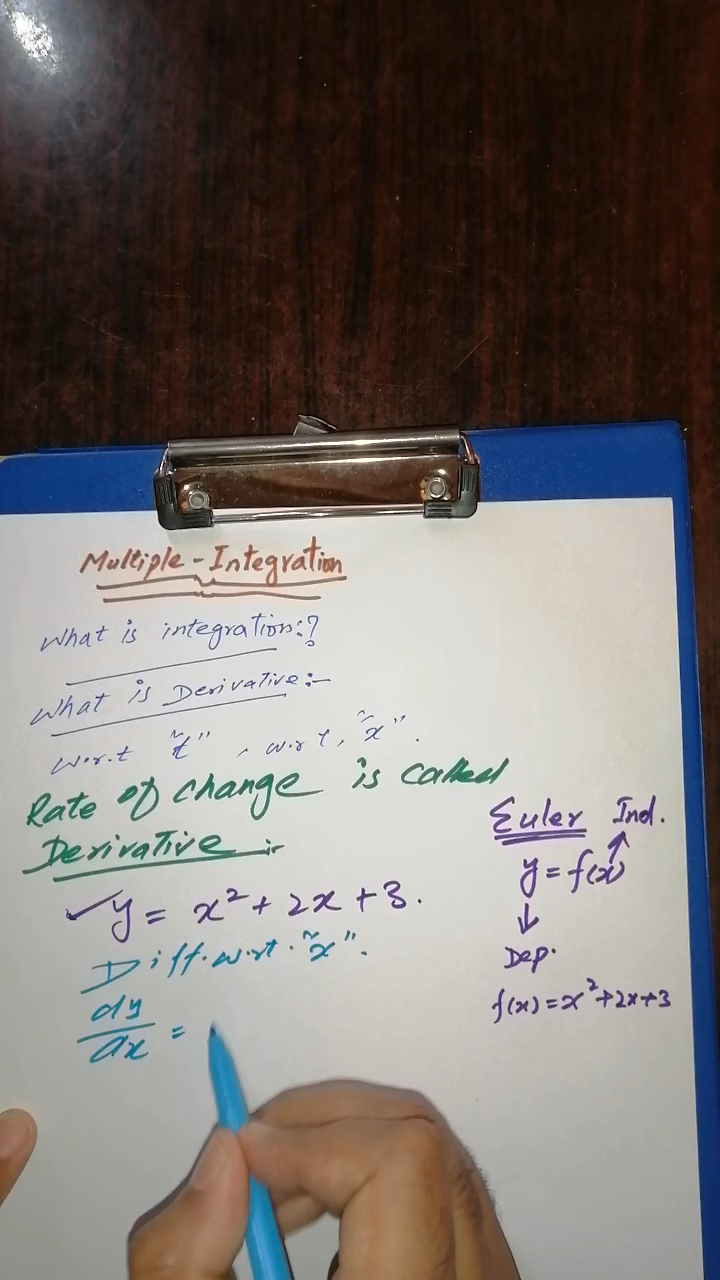 Multiple-Integration
What is integration:?
What is Derivative:-
w.r.t "t", w.r.t, "x".
Rate of change is called
Derivative:-
y = x² + 2x + 3.
Diff. w.r.t. "x".
dy/dx =
Euler Ind.
y = f(x)
↓
Dep.
f(x) = x² + 2x + 3